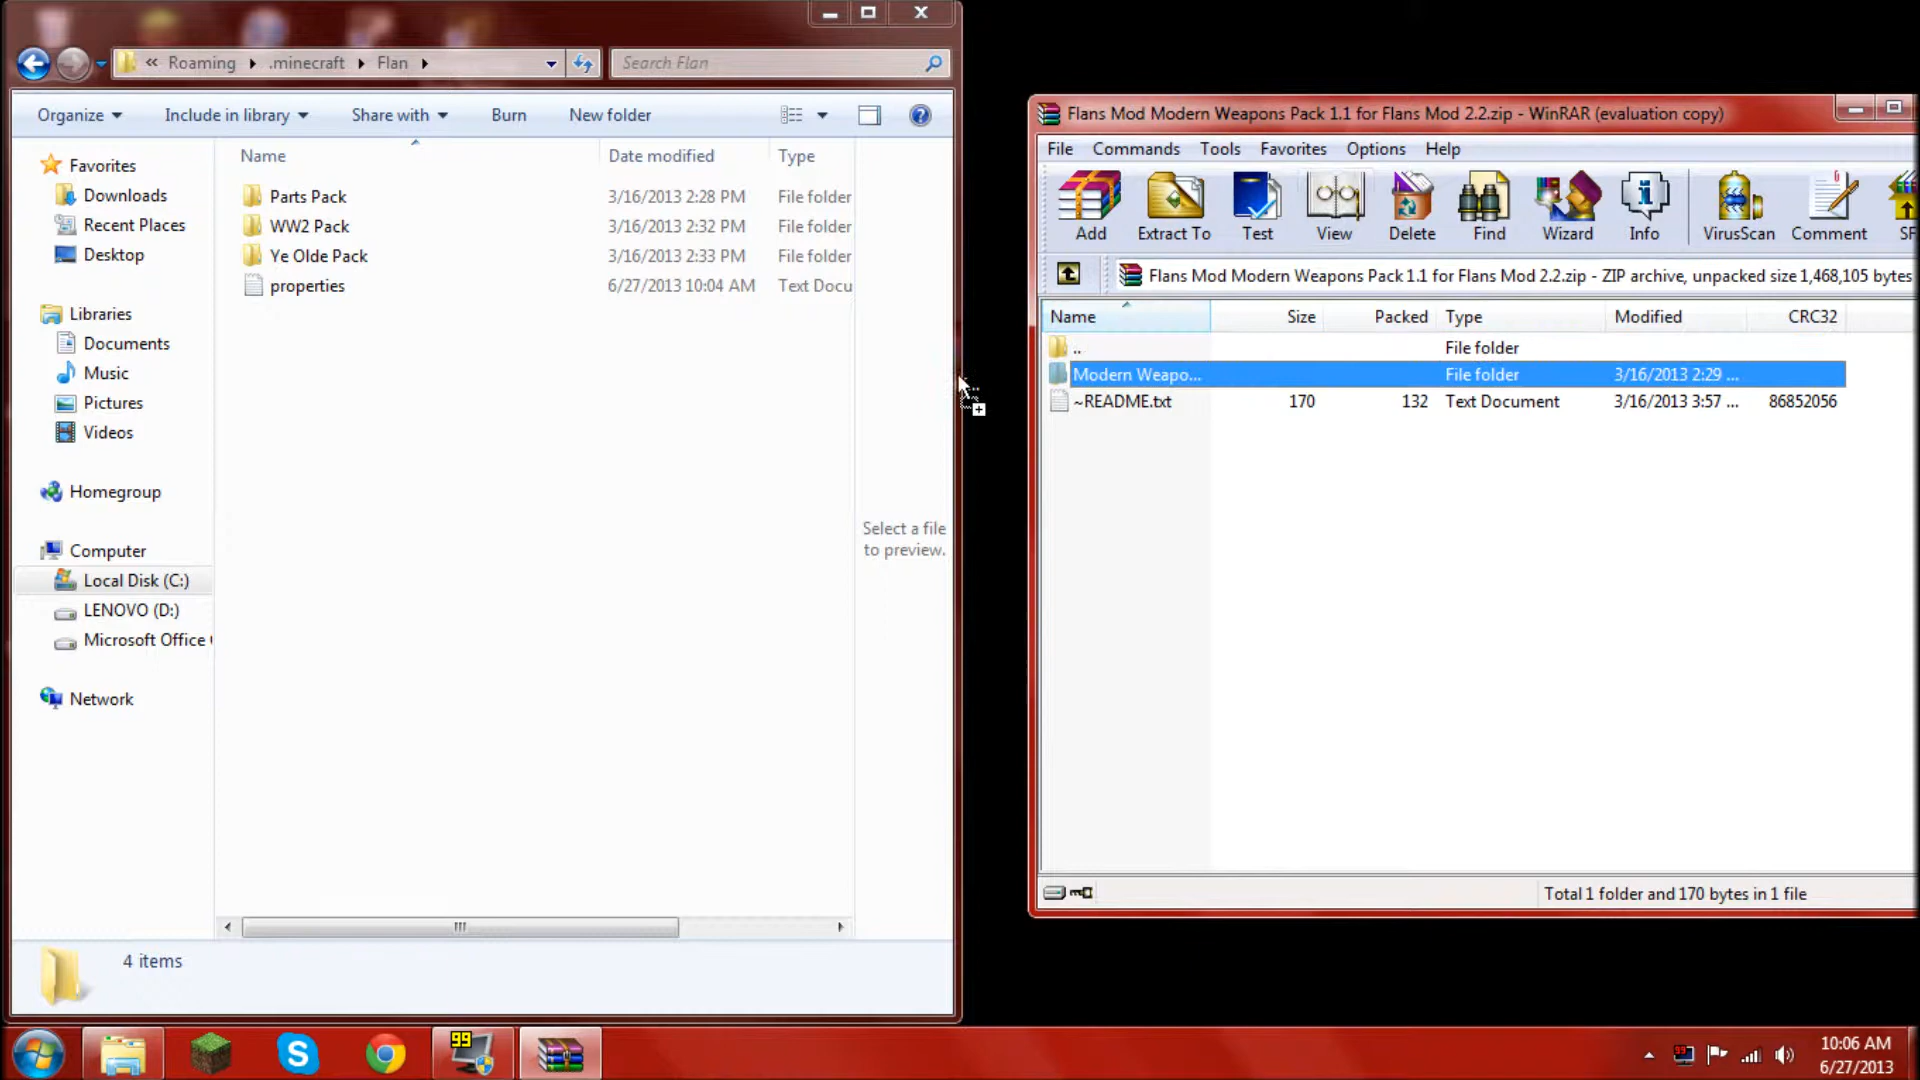 « Roaming .minecraft Flan
Search Flan
Organize Include in library Share with Burn New folder
Name Date modified Type
Favorites
Downloads
Recent Places
Desktop
Libraries
Documents
Music
Pictures
Videos
Homegroup
Computer
Local Disk (C:)
LENOVO (D:)
Microsoft Office
Network
Parts Pack 3/16/2013 2:28 PM File folder
WW2 Pack 3/16/2013 2:32 PM File folder
Ye Olde Pack 3/16/2013 2:33 PM File folder
properties 6/27/2013 10:04 AM Text Docu
Select a file
to preview.
4 items
Flans Mod Modern Weapons Pack 1.1 for Flans Mod 2.2.zip - WinRAR (evaluation copy)
File Commands Tools Favorites Options Help
Add Extract To Test View Delete Find Wizard Info VirusScan Comment SF
Flans Mod Modern Weapons Pack 1.1 for Flans Mod 2.2.zip - ZIP archive, unpacked size 1,468,105 bytes
Name Size Packed Type Modified CRC32
.. File folder
Modern Weapo... File folder 3/16/2013 2:29 ...
~README.txt 170 132 Text Document 3/16/2013 3:57 ... 86852056
Total 1 folder and 170 bytes in 1 file
99
10:06 AM
6/27/2013